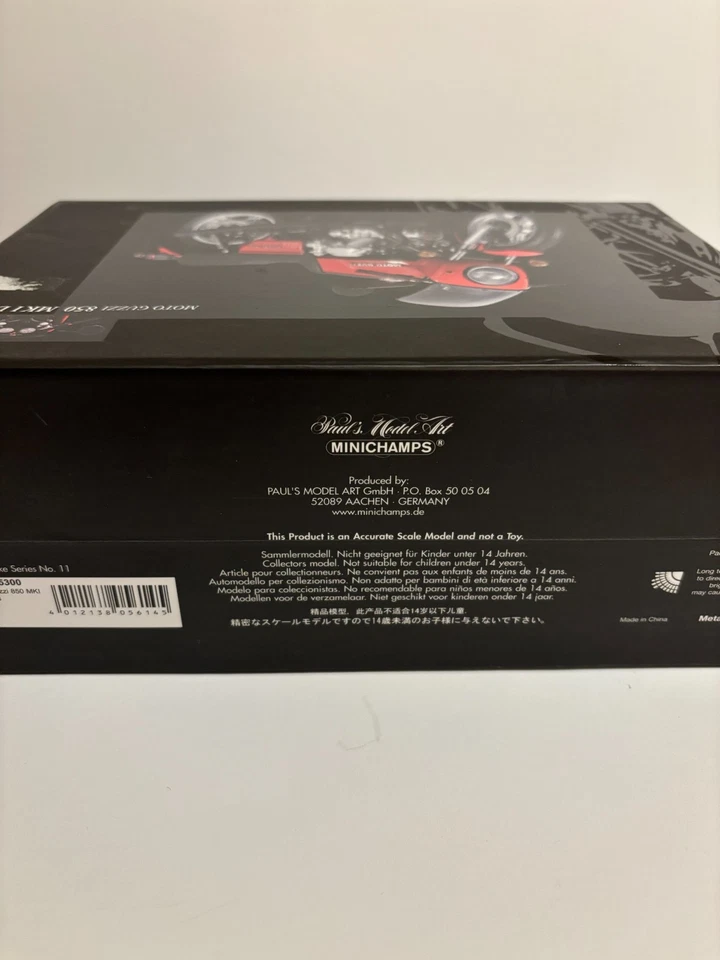 MOTO GUZZI 850 MKI
Paul's Model Art
MINICHAMPS®
Produced by:
PAUL'S MODEL ART GmbH · P.O. Box 50 05 04
52089 AACHEN · GERMANY
www.minichamps.de
This Product is an Accurate Scale Model and not a Toy.
Sammlermodell. Nicht geeignet für Kinder unter 14 Jahren.
Collectors model. Not suitable for children under 14 years.
Article pour collectionneurs. Ne convient pas aux enfants de moins de 14 ans.
Automodello per collezionismo. Non adatto per bambini di età inferiore a 14 anni.
Modelo para coleccionistas. No recomendable para niños menores de 14 años.
Modellen voor de verzamelaar. Niet geschikt voor kinderen onder 14 jaar.
精品模型，此产品不适合14岁以下儿童.
精密なスケールモデルですので14歳未満のお子様に与えないで下さい。
Series No. 11
850 MKI
4 012138 056145
Made in China
Long